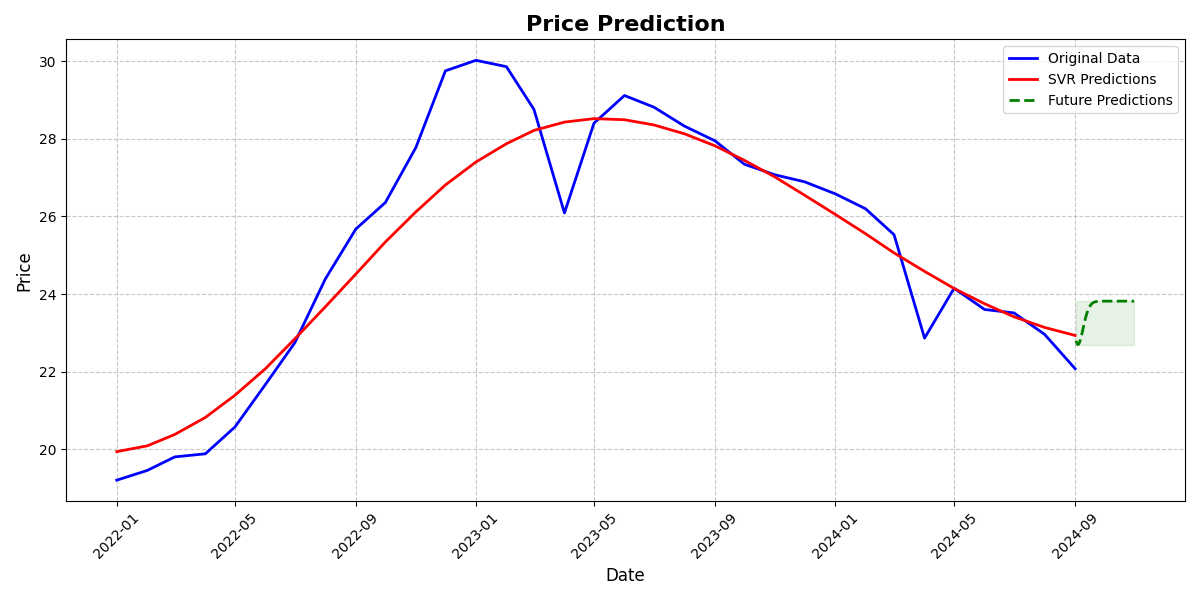 Price Prediction
Original Data
SVR Predictions
Future Predictions
Price
30
28
26
24
22
20
2022-01
2022-05
2022-09
2023-01
2023-05
2023-09
2024-01
2024-05
2024-09
Date